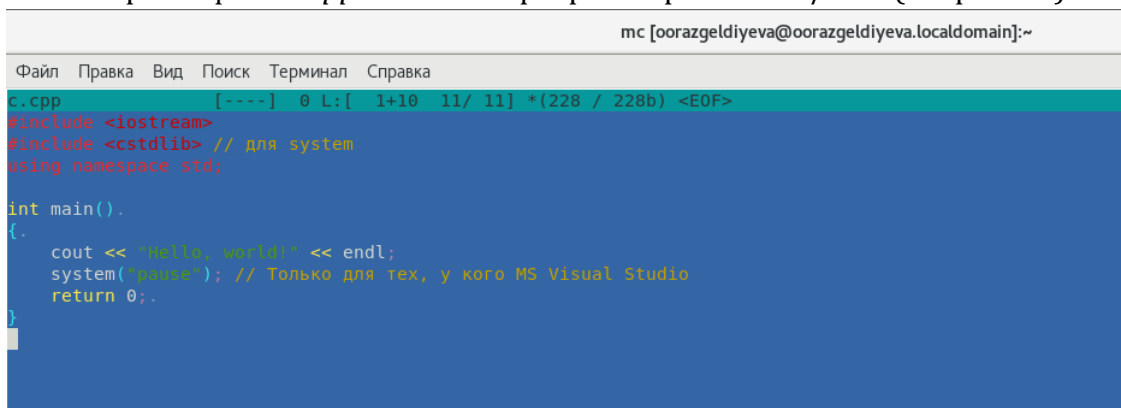 mc [oorazgeldiyeva@oorazgeldiyeva.localdomain]:~
Файл Правка Вид Поиск Терминал Справка
c.cpp [----] 0 L:[ 1+10 11/ 11] *(228 / 228b) <EOF>
#include <iostream>
#include <cstdlib> // для system
using namespace std;
int main().
{.
cout << "Hello, world!" << endl;
system("pause"); // Только для тех, у кого MS Visual Studio
return 0;.
}